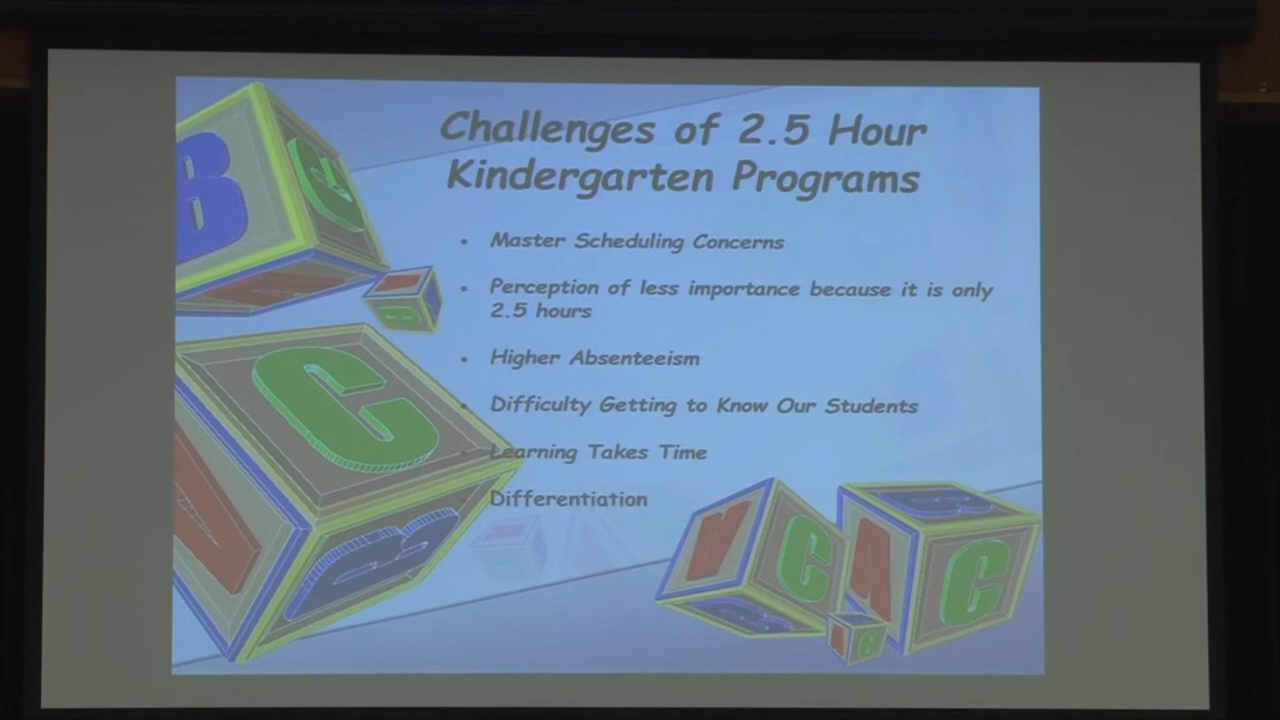 Challenges of 2.5 Hour
Kindergarten Programs
• Master Scheduling Concerns
• Perception of less importance because it is only
2.5 hours
• Higher Absenteeism
• Difficulty Getting to Know Our Students
• Learning Takes Time
• Differentiation
B
C
B
C
A
B
A
C
B
A
B
C
A
C